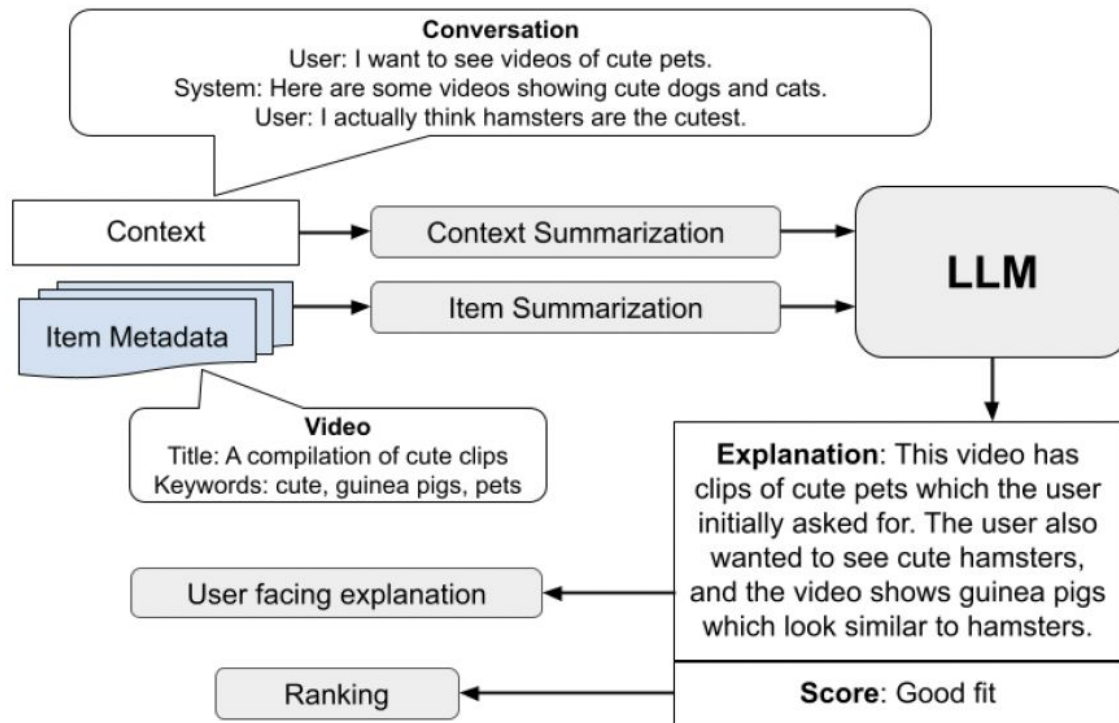 Conversation
User: I want to see videos of cute pets.
System: Here are some videos showing cute dogs and cats.
User: I actually think hamsters are the cutest.
Context
Context Summarization
LLM
Item Metadata
Item Summarization
Video
Title: A compilation of cute clips
Keywords: cute, guinea pigs, pets
Explanation: This video has
clips of cute pets which the user
initially asked for. The user also
wanted to see cute hamsters,
and the video shows guinea pigs
which look similar to hamsters.
User facing explanation
Ranking
Score: Good fit